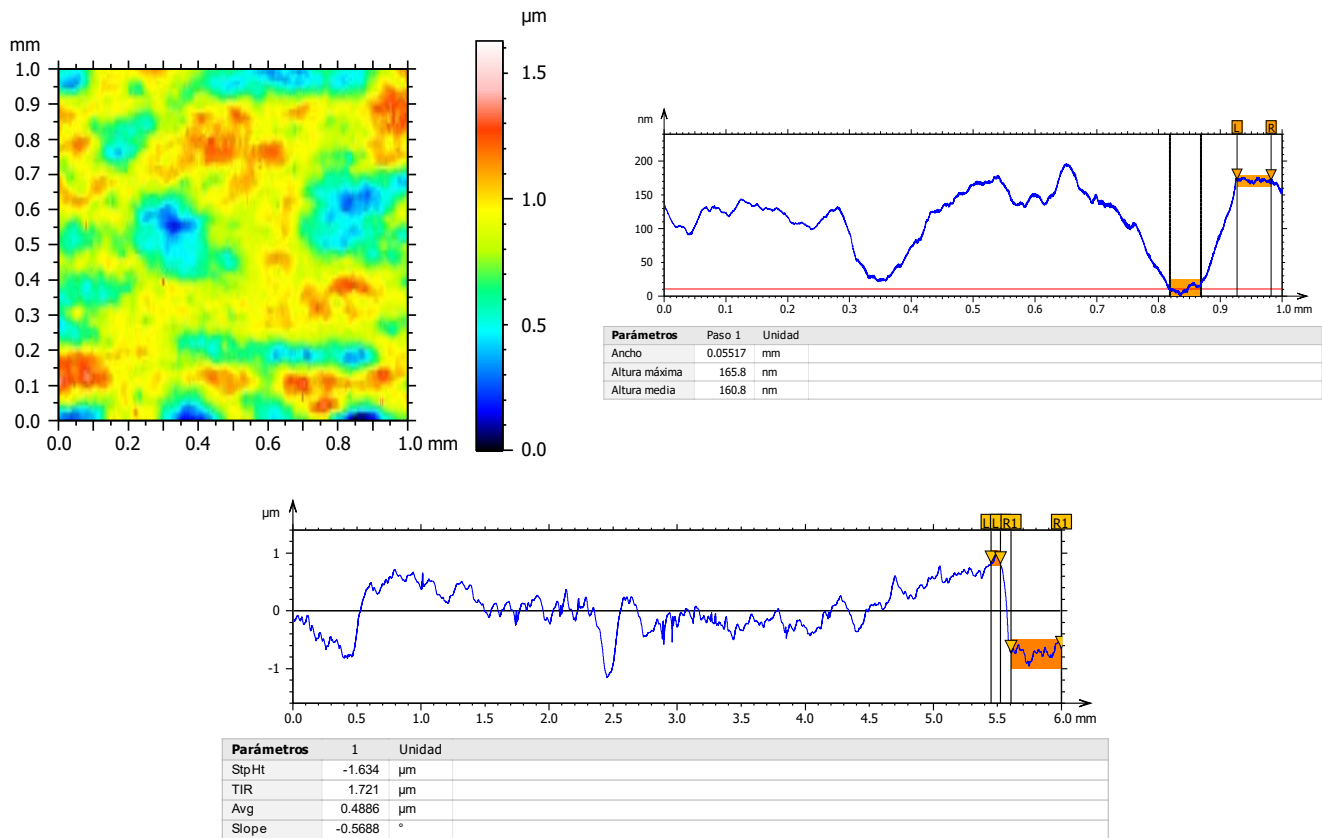 µm
mm
1.0
0.9
0.8
0.7
0.6
0.5
0.4
0.3
0.2
0.1
0.0
0.0 0.2 0.4 0.6 0.8 1.0 mm
1.5
1.0
0.5
0.0
nm
L R
200
150
100
50
0
0.0 0.1 0.2 0.3 0.4 0.5 0.6 0.7 0.8 0.9 1.0 mm
Parámetros Paso 1 Unidad
Ancho 0.05517 mm
Altura máxima 165.8 nm
Altura media 160.8 nm
µm
L L R1 R1
1
0
-1
0.0 0.5 1.0 1.5 2.0 2.5 3.0 3.5 4.0 4.5 5.0 5.5 6.0 mm
Parámetros 1 Unidad
StpHt -1.634 µm
TIR 1.721 µm
Avg 0.4886 µm
Slope -0.5688 °